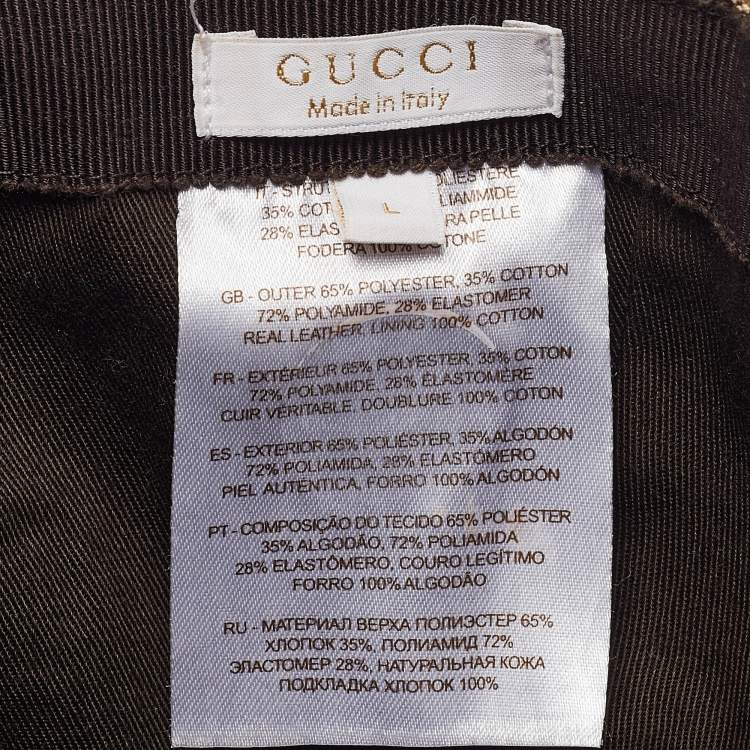 GUCCI
Made in Italy
L
35% COT
28% ELAS RA PELLE
FODERA 100% COTONE
GB - OUTER 65% POLYESTER, 35% COTTON
72% POLYAMIDE, 28% ELASTOMER
REAL LEATHER, LINING 100% COTTON
FR - EXTÉRIEUR 65% POLYESTER, 35% COTON
72% POLYAMIDE, 28% ÉLASTOMÈRE
CUIR VÉRITABLE, DOUBLURE 100% COTON
ES - EXTERIOR 65% POLIÉSTER, 35% ALGODÓN
72% POLIAMIDA, 28% ELASTÓMERO
PIEL AUTÉNTICA, FORRO 100% ALGODÓN
PT - COMPOSIÇÃO DO TECIDO 65% POLIÉSTER
35% ALGODÃO, 72% POLIAMIDA
28% ELASTÓMERO, COURO LEGÍTIMO
FORRO 100% ALGODÃO
RU - МАТЕРИАЛ ВЕРХА ПОЛИЭСТЕР 65%
ХЛОПОК 35%, ПОЛИАМИД 72%
ЭЛАСТОМЕР 28%, НАТУРАЛЬНАЯ КОЖА
ПОДКЛАДКА ХЛОПОК 100%